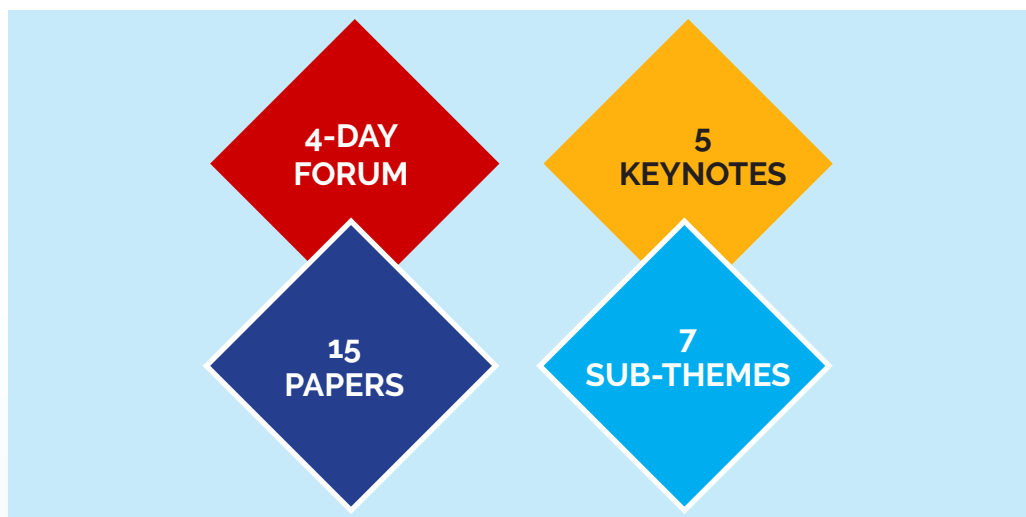 4-DAY
FORUM
5
KEYNOTES
15
PAPERS
7
SUB-THEMES